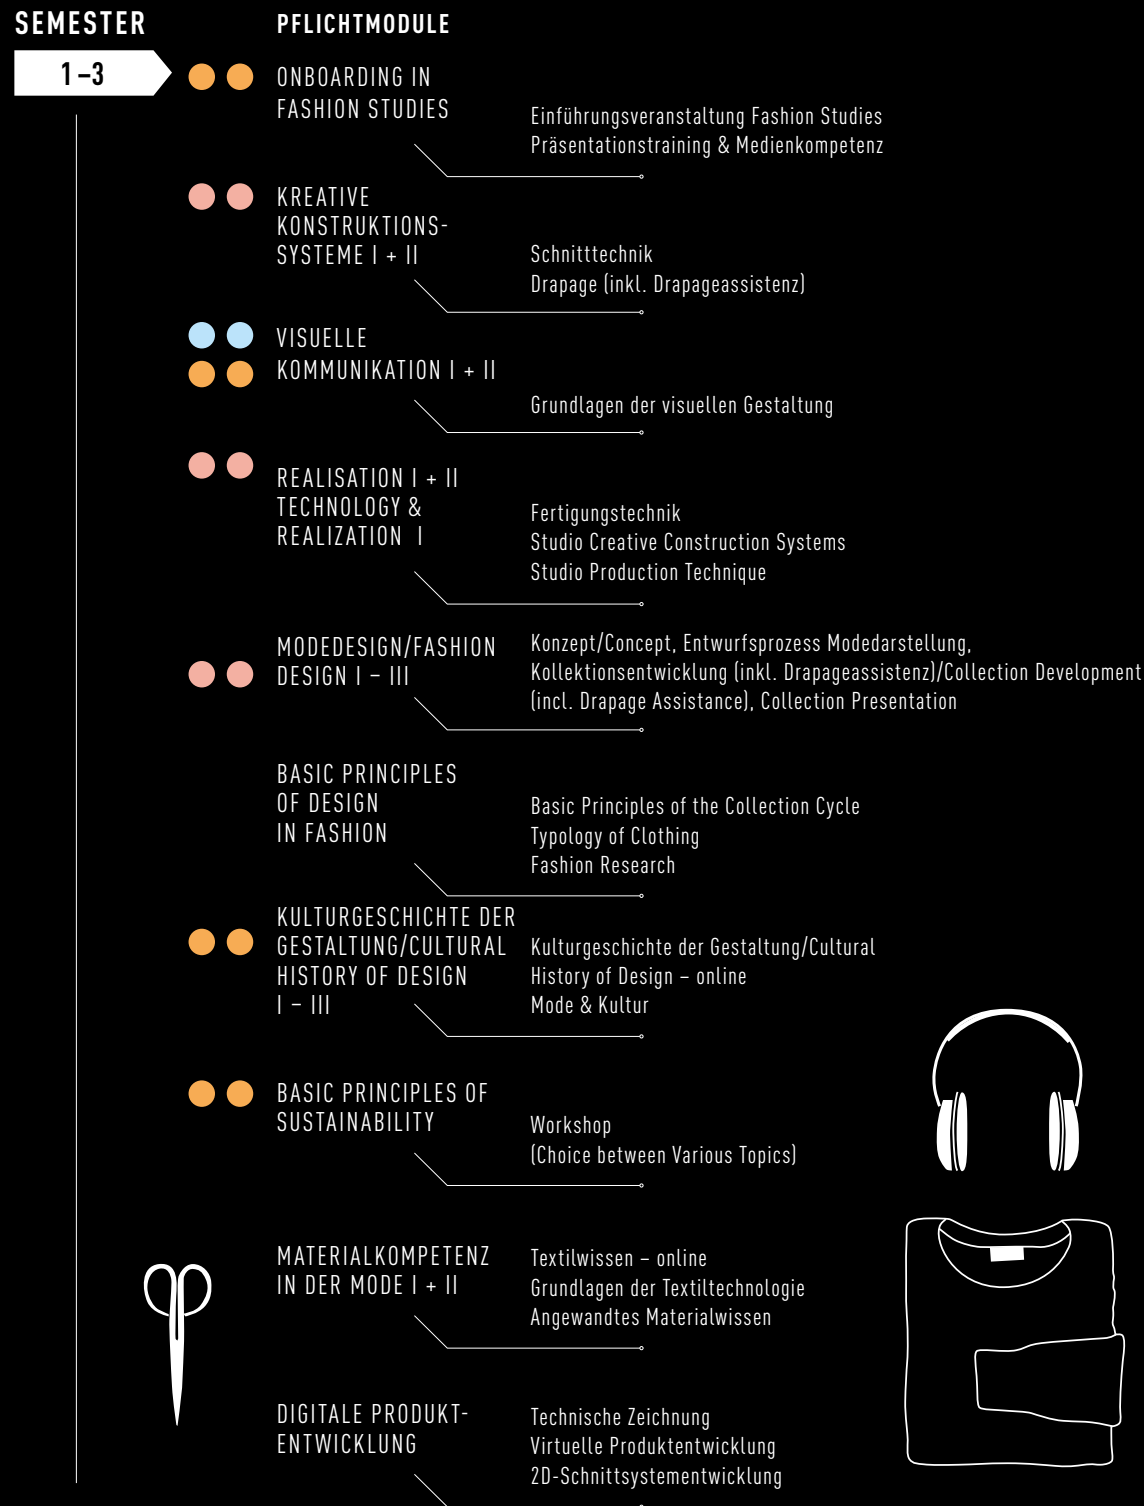 SEMESTER
PFLICHTMODULE
1–3
ONBOARDING IN
FASHION STUDIES
Einführungsveranstaltung Fashion Studies
Präsentationstraining & Medienkompetenz
KREATIVE
KONSTRUKTIONS-
SYSTEME I + II
Schnitttechnik
Drapage (inkl. Drapageassistenz)
VISUELLE
KOMMUNIKATION I + II
Grundlagen der visuellen Gestaltung
REALISATION I + II
TECHNOLOGY &
REALIZATION I
Fertigungstechnik
Studio Creative Construction Systems
Studio Production Technique
MODEDESIGN/FASHION
DESIGN I – III
Konzept/Concept, Entwurfsprozess Modedarstellung,
Kollektionsentwicklung (inkl. Drapageassistenz)/Collection Development
(incl. Drapage Assistance), Collection Presentation
BASIC PRINCIPLES
OF DESIGN
IN FASHION
Basic Principles of the Collection Cycle
Typology of Clothing
Fashion Research
KULTURGESCHICHTE DER
GESTALTUNG/CULTURAL
HISTORY OF DESIGN
I – III
Kulturgeschichte der Gestaltung/Cultural
History of Design – online
Mode & Kultur
BASIC PRINCIPLES OF
SUSTAINABILITY
Workshop
(Choice between Various Topics)
MATERIALKOMPETENZ
IN DER MODE I + II
Textilwissen – online
Grundlagen der Textiltechnologie
Angewandtes Materialwissen
DIGITALE PRODUKT-
ENTWICKLUNG
Technische Zeichnung
Virtuelle Produktentwicklung
2D-Schnittsystementwicklung